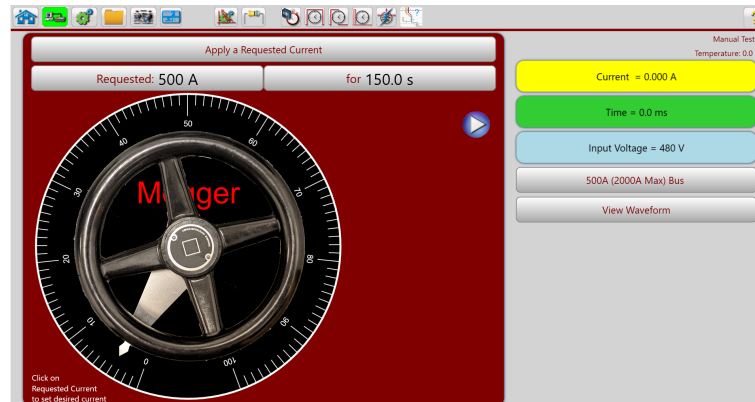 Manual Test
Temperature: 0.0
Apply a Requested Current
Requested: 500 A
for 150.0 s
Current = 0.000 A
Time = 0.0 ms
Input Voltage = 480 V
500A (2000A Max) Bus
View Waveform
Megger
0
10
20
30
40
50
60
70
80
90
100
Click on
Requested Current
to set desired current